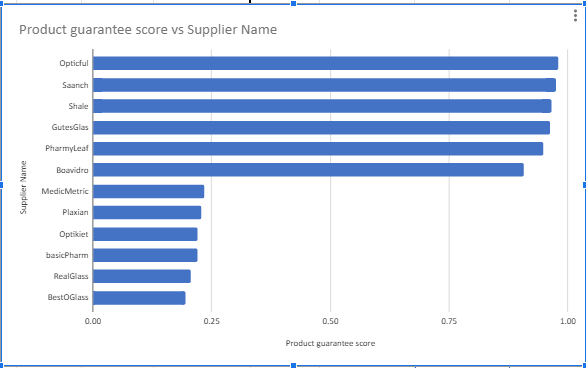 Product guarantee score vs Supplier Name
Opticful
Saanch
Shale
GutesGlas
PharmyLeaf
Boavidro
MedicMetric
Plaxian
Optikiet
basicPharm
RealGlass
BestOGlass
Supplier Name
0.00 0.25 0.50 0.75 1.00
Product guarantee score